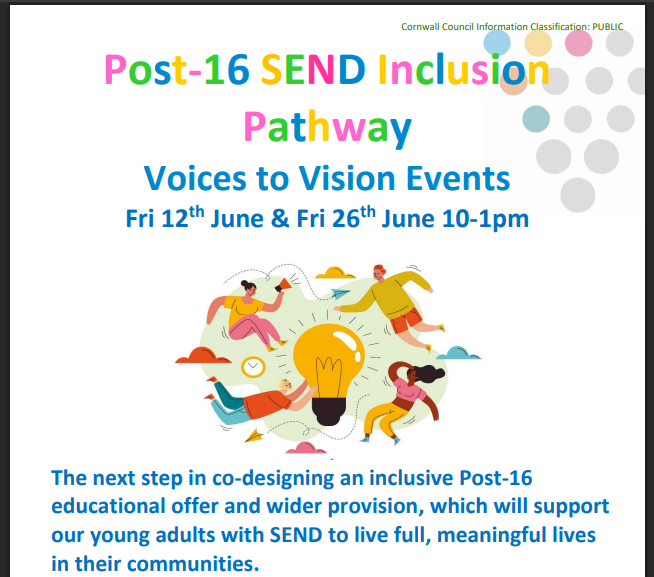 Cornwall Council Information Classification: PUBLIC
Post-16 SEND Inclusion
Pathway
Voices to Vision Events
Fri 12th June & Fri 26th June 10-1pm
The next step in co-designing an inclusive Post-16
educational offer and wider provision, which will support
our young adults with SEND to live full, meaningful lives
in their communities.